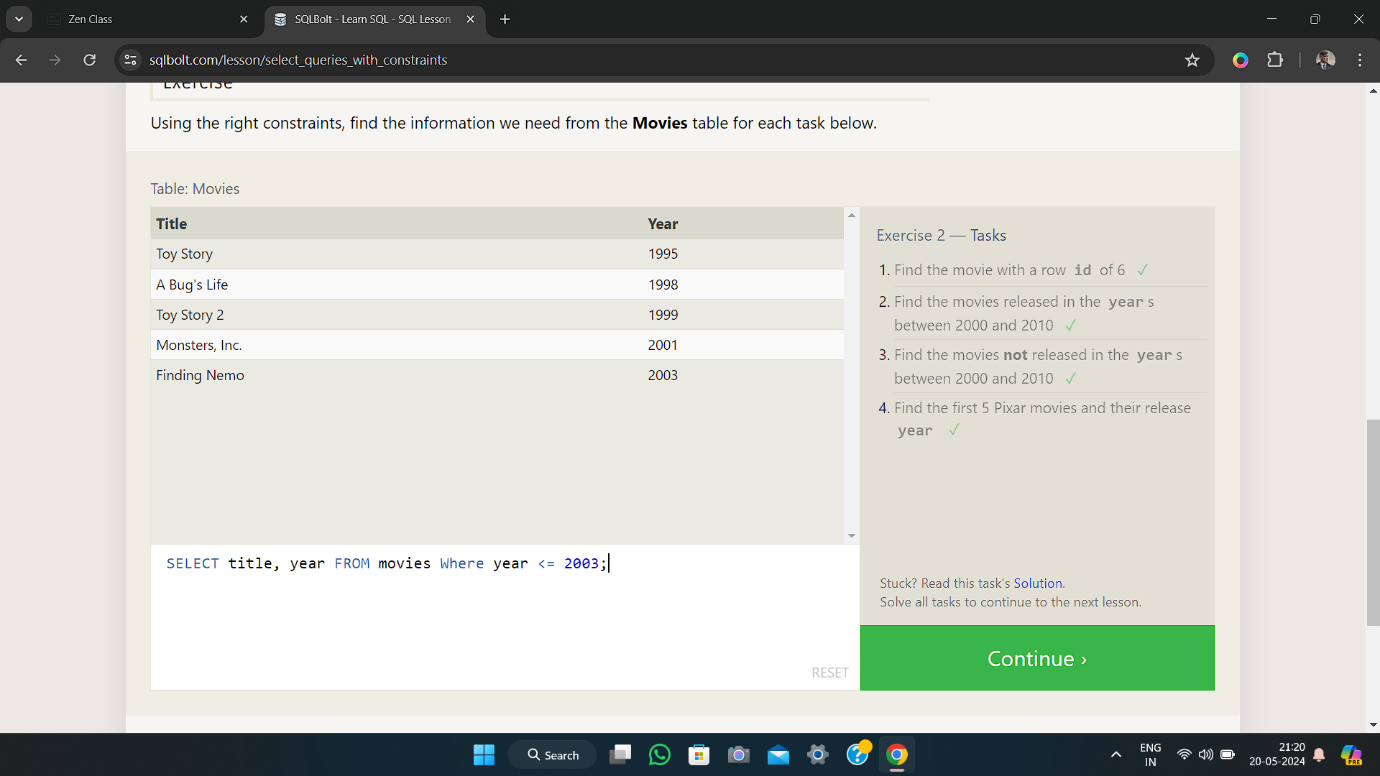 Zen Class
SQLBolt - Learn SQL - SQL Lesson
sqlbolt.com/lesson/select_queries_with_constraints
Exercise
Using the right constraints, find the information we need from the Movies table for each task below.
Table: Movies
Title Year
Toy Story 1995
A Bug's Life 1998
Toy Story 2 1999
Monsters, Inc. 2001
Finding Nemo 2003
SELECT title, year FROM movies Where year <= 2003;
RESET
Exercise 2 — Tasks
1. Find the movie with a row id of 6 ✓
2. Find the movies released in the year s
between 2000 and 2010 ✓
3. Find the movies not released in the year s
between 2000 and 2010 ✓
4. Find the first 5 Pixar movies and their release
year ✓
Stuck? Read this task's Solution.
Solve all tasks to continue to the next lesson.
Continue ›
Search
ENG
IN
21:20
20-05-2024
PRE